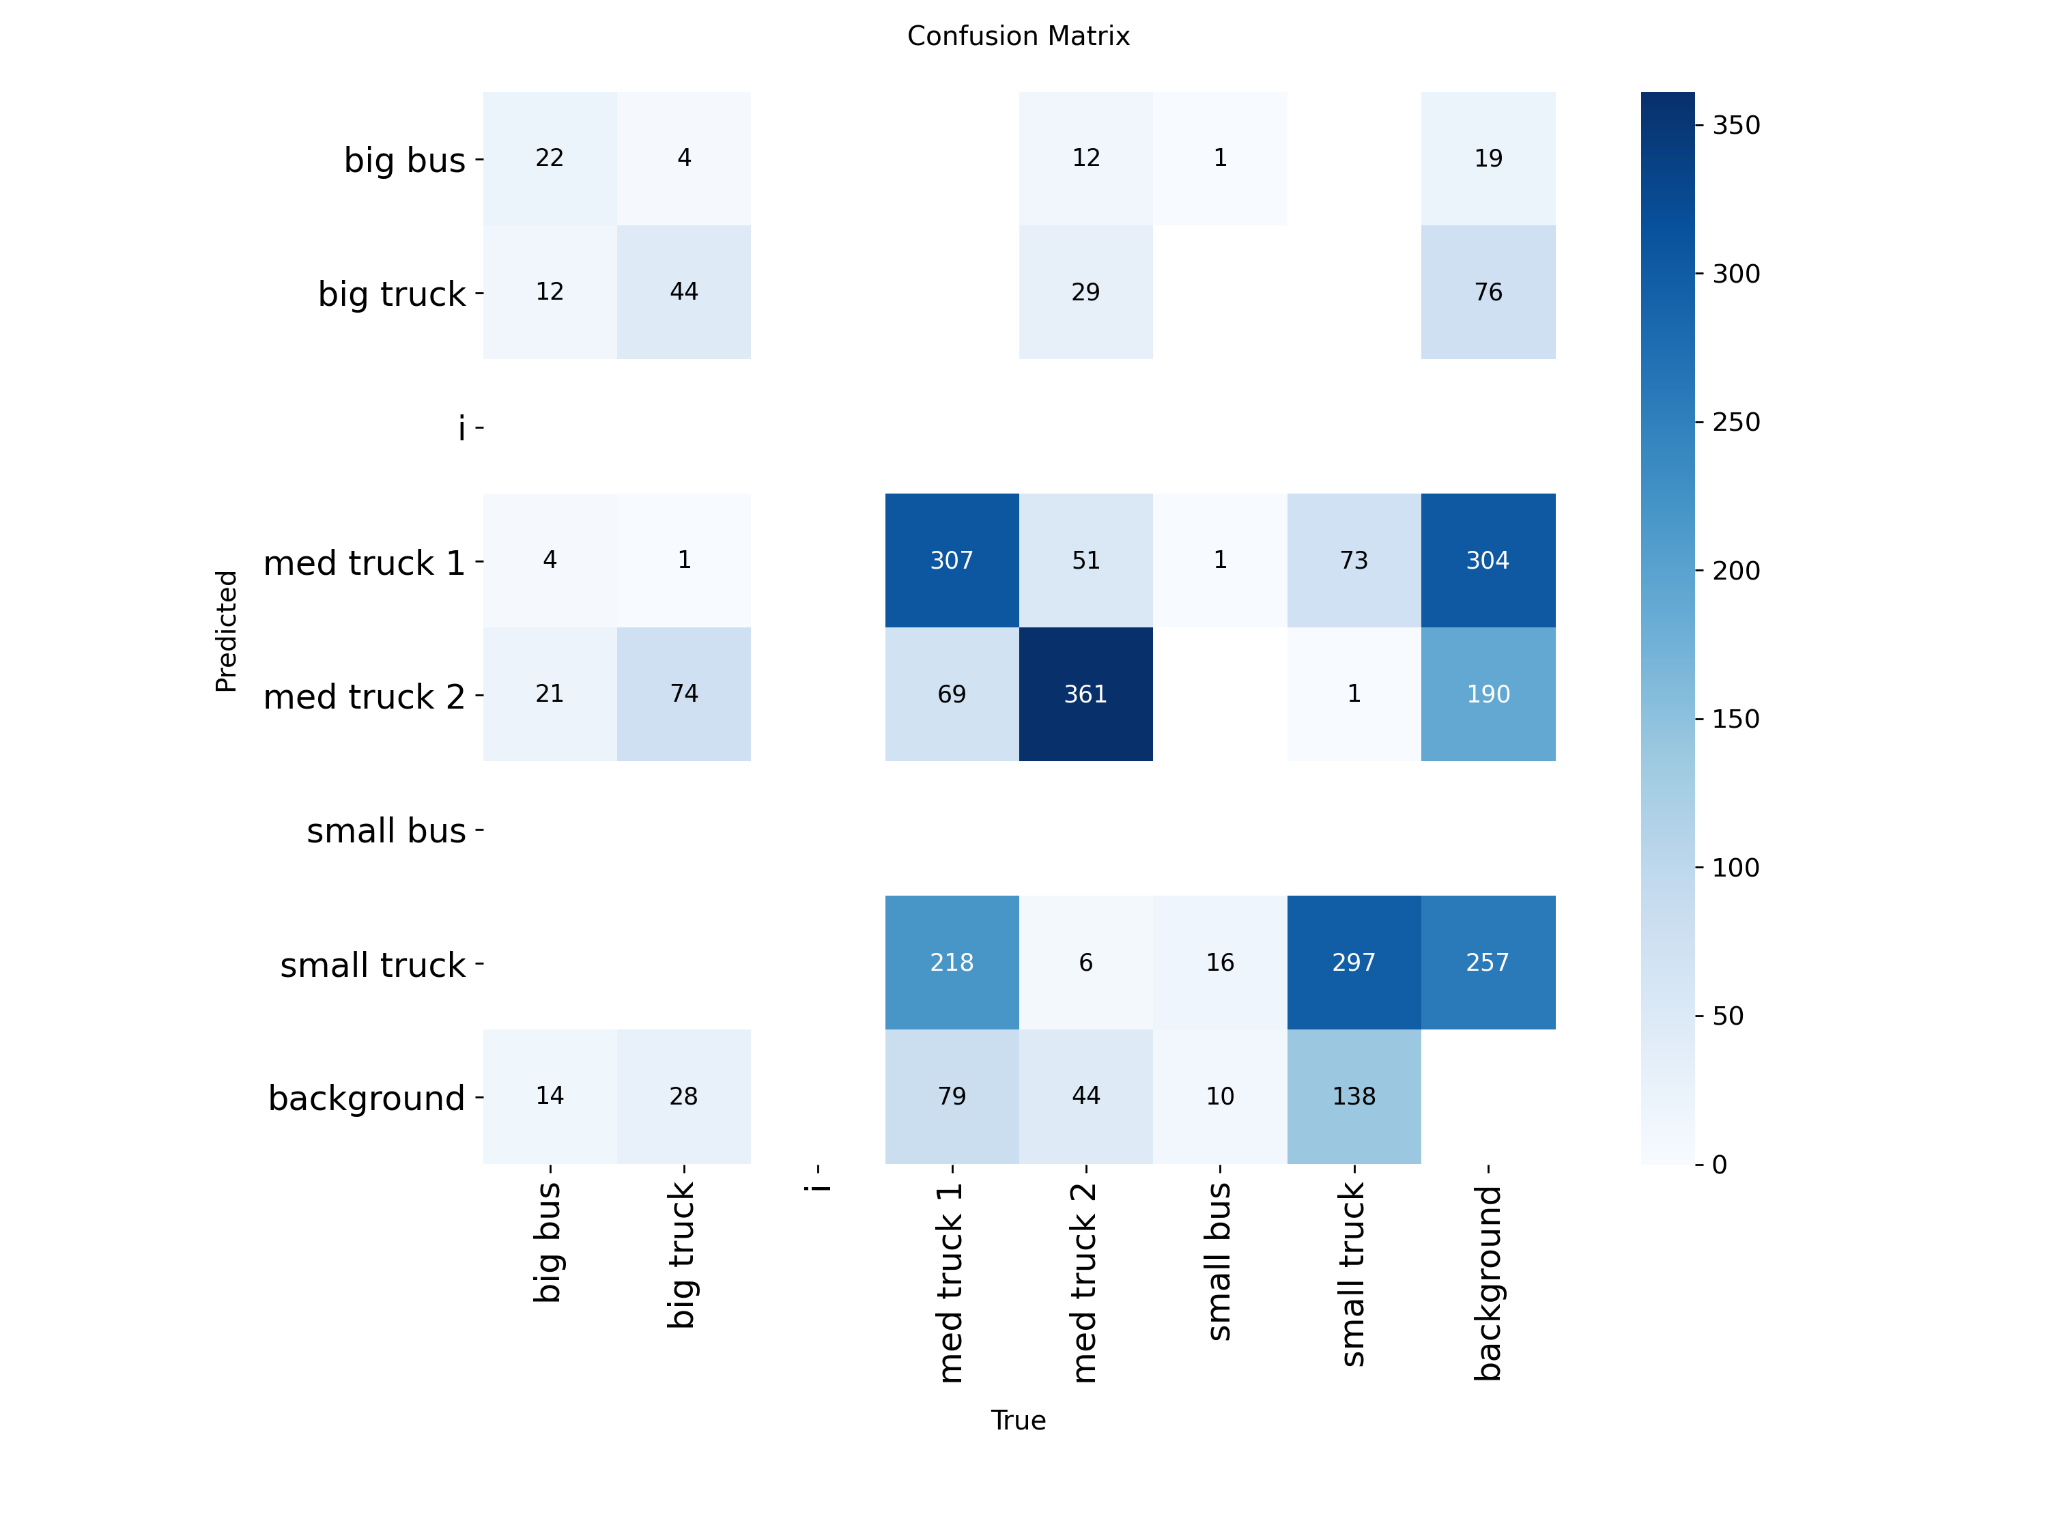 Confusion Matrix
big bus 22 4 12 1 19
big truck 12 44 29 76
i
med truck 1 4 1 307 51 1 73 304
med truck 2 21 74 69 361 1 190
small bus
small truck 218 6 16 297 257
background 14 28 79 44 10 138
big bus big truck i med truck 1 med truck 2 small bus small truck background
True
Predicted
350
300
250
200
150
100
50
0